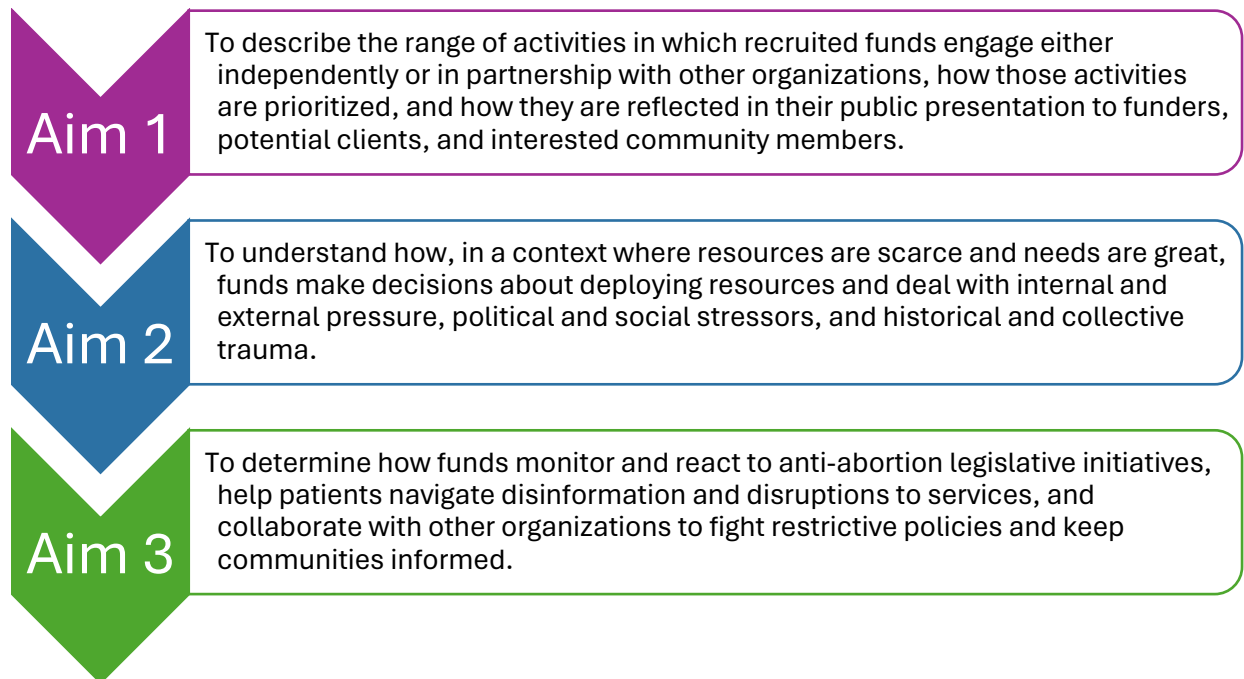 Aim 1
To describe the range of activities in which recruited funds engage either
independently or in partnership with other organizations, how those activities
are prioritized, and how they are reflected in their public presentation to funders,
potential clients, and interested community members.
Aim 2
To understand how, in a context where resources are scarce and needs are great,
funds make decisions about deploying resources and deal with internal and
external pressure, political and social stressors, and historical and collective
trauma.
Aim 3
To determine how funds monitor and react to anti-abortion legislative initiatives,
help patients navigate disinformation and disruptions to services, and
collaborate with other organizations to fight restrictive policies and keep
communities informed.